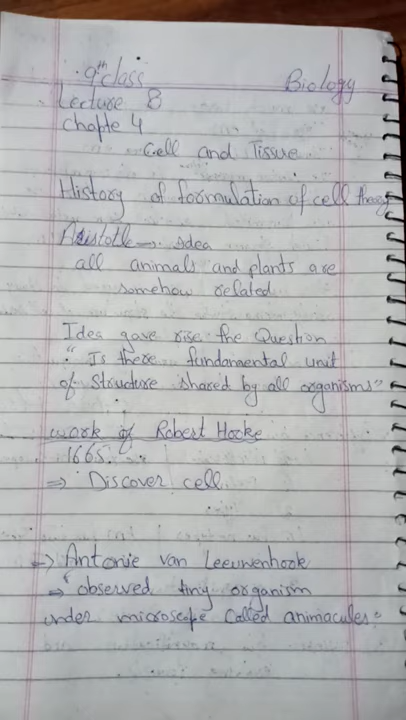 9th class Biology
Lecture 8
Chapte 4
Cell and Tissue
History of formulation of cell theory
Aristotle → Idea
all animals and plants are
somehow related
Idea gave rise the Question
"Is there fundamental unit
of structure shared by all organisms"
work of Robert Hooke
1665.
⇒ Discover cell
→ Antonie van Leeuwenhook
⇒ "observed tiny organism
under microscope called animacules."